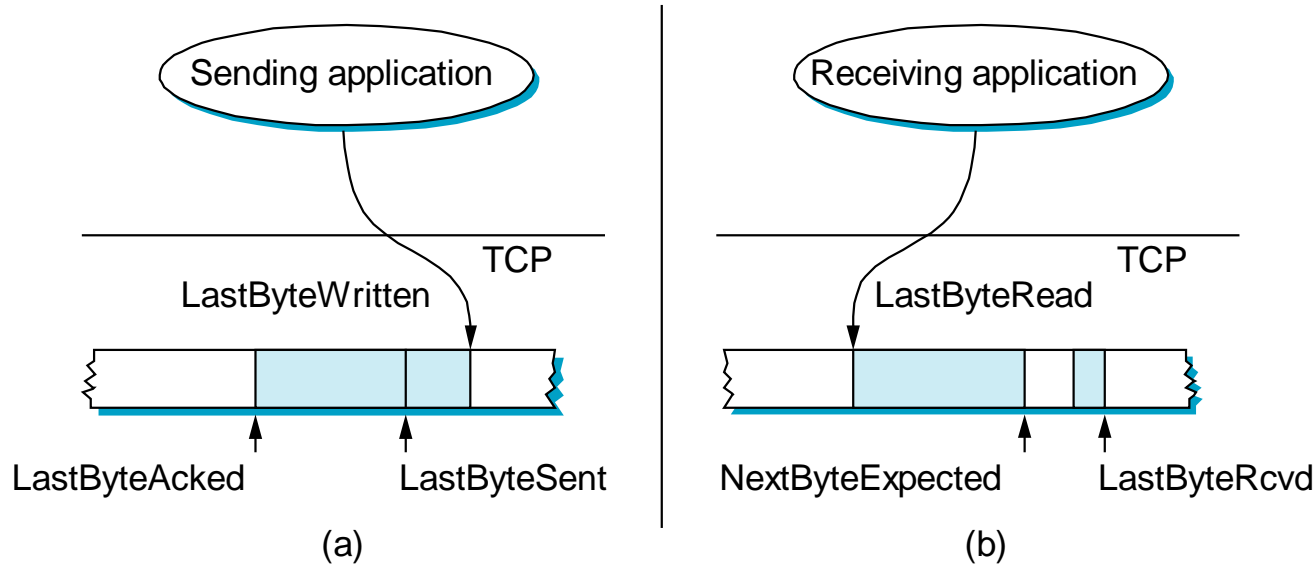 Sending application
TCP
LastByteWritten
LastByteAcked
LastByteSent
(a)
Receiving application
TCP
LastByteRead
NextByteExpected
LastByteRcvd
(b)